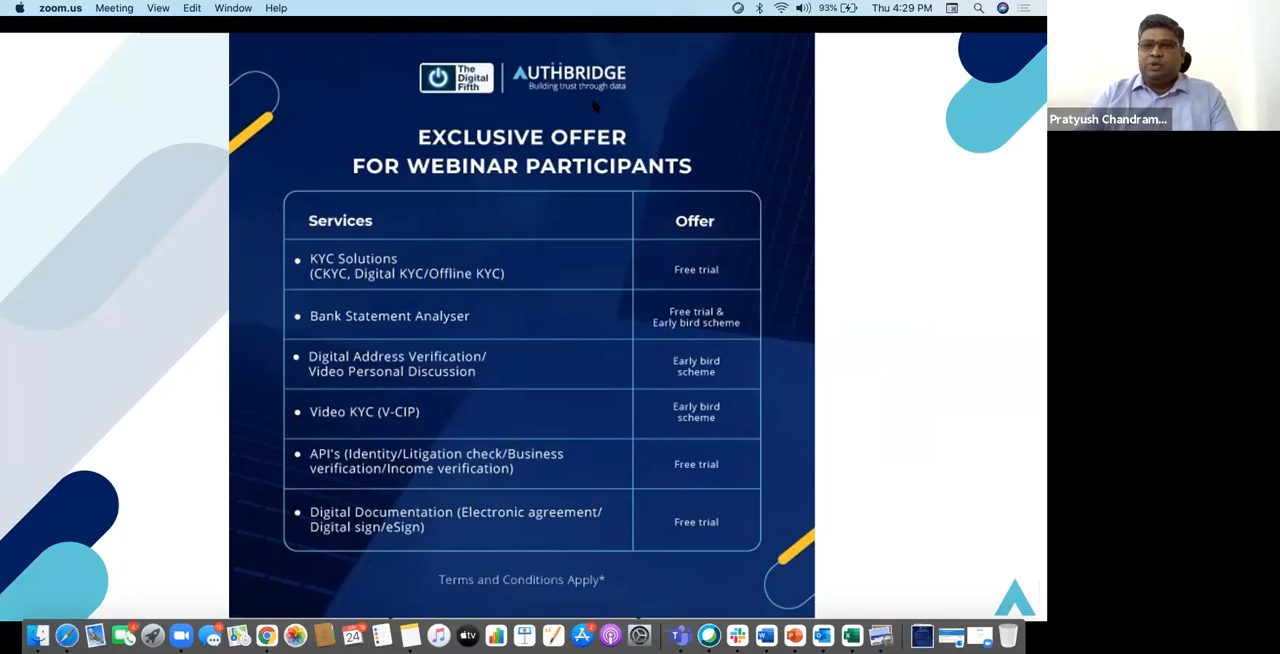 zoom.us Meeting View Edit Window Help 93% Thu 4:29 PM
The Digital Fifth
AUTHBRIDGE
Building trust through data
Pratyush Chandram...
EXCLUSIVE OFFER
FOR WEBINAR PARTICIPANTS
Services Offer
• KYC Solutions
(CKYC, Digital KYC/Offline KYC)
Free trial
• Bank Statement Analyser
Free trial &
Early bird scheme
• Digital Address Verification/
Video Personal Discussion
Early bird
scheme
• Video KYC (V-CIP)
Early bird
scheme
• API's (Identity/Litigation check/Business
verification/Income verification)
Free trial
• Digital Documentation (Electronic agreement/
Digital sign/eSign)
Free trial
Terms and Conditions Apply*
24
tv